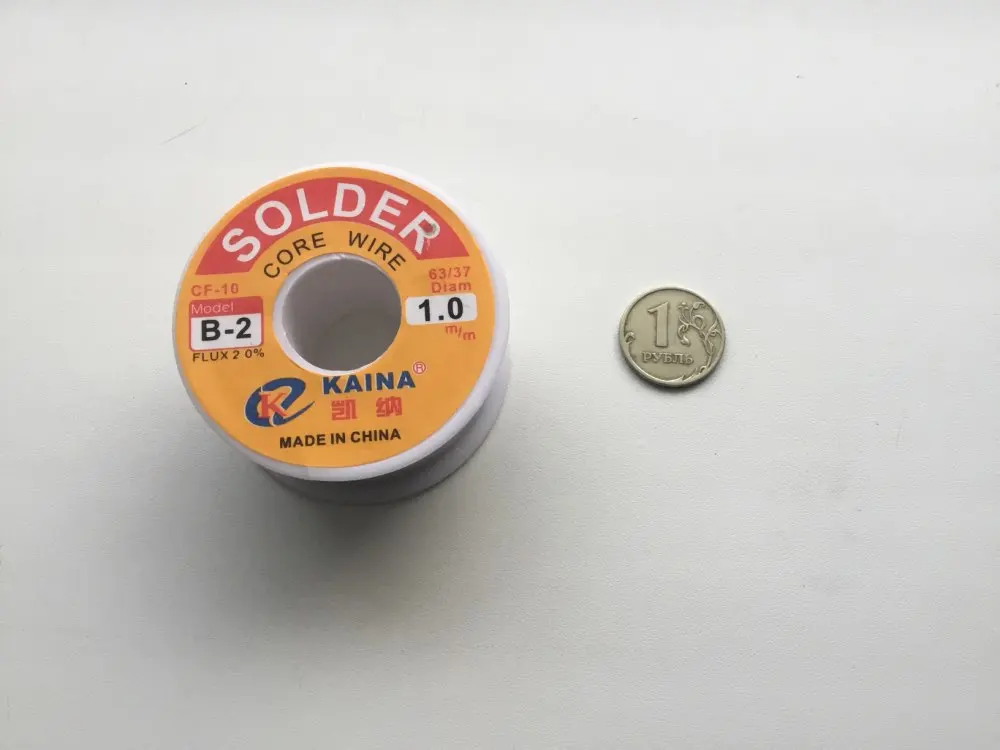 SOLDER
CORE WIRE
CF-10
Model
B-2
FLUX 2 0%
63/37
Diam
1.0
m/m
KAINA®
凯 纳
MADE IN CHINA
1
РУБЛЬ